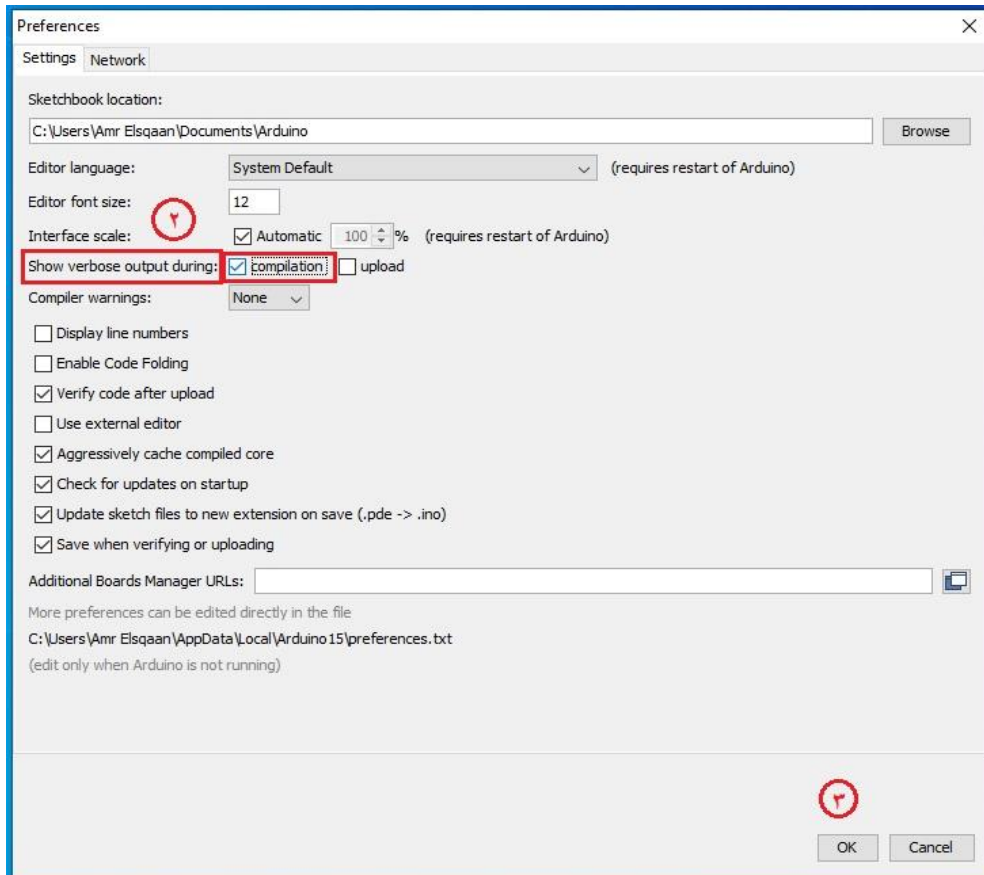 Preferences
Settings Network
Sketchbook location:
C:\Users\Amr Elsqaan\Documents\Arduino Browse
Editor language: System Default (requires restart of Arduino)
Editor font size: 12
٢
Interface scale: Automatic 100 % (requires restart of Arduino)
Show verbose output during: compilation upload
Compiler warnings: None
Display line numbers
Enable Code Folding
Verify code after upload
Use external editor
Aggressively cache compiled core
Check for updates on startup
Update sketch files to new extension on save (.pde -> .ino)
Save when verifying or uploading
Additional Boards Manager URLs:
More preferences can be edited directly in the file
C:\Users\Amr Elsqaan\AppData\Local\Arduino15\preferences.txt
(edit only when Arduino is not running)
٣
OK Cancel